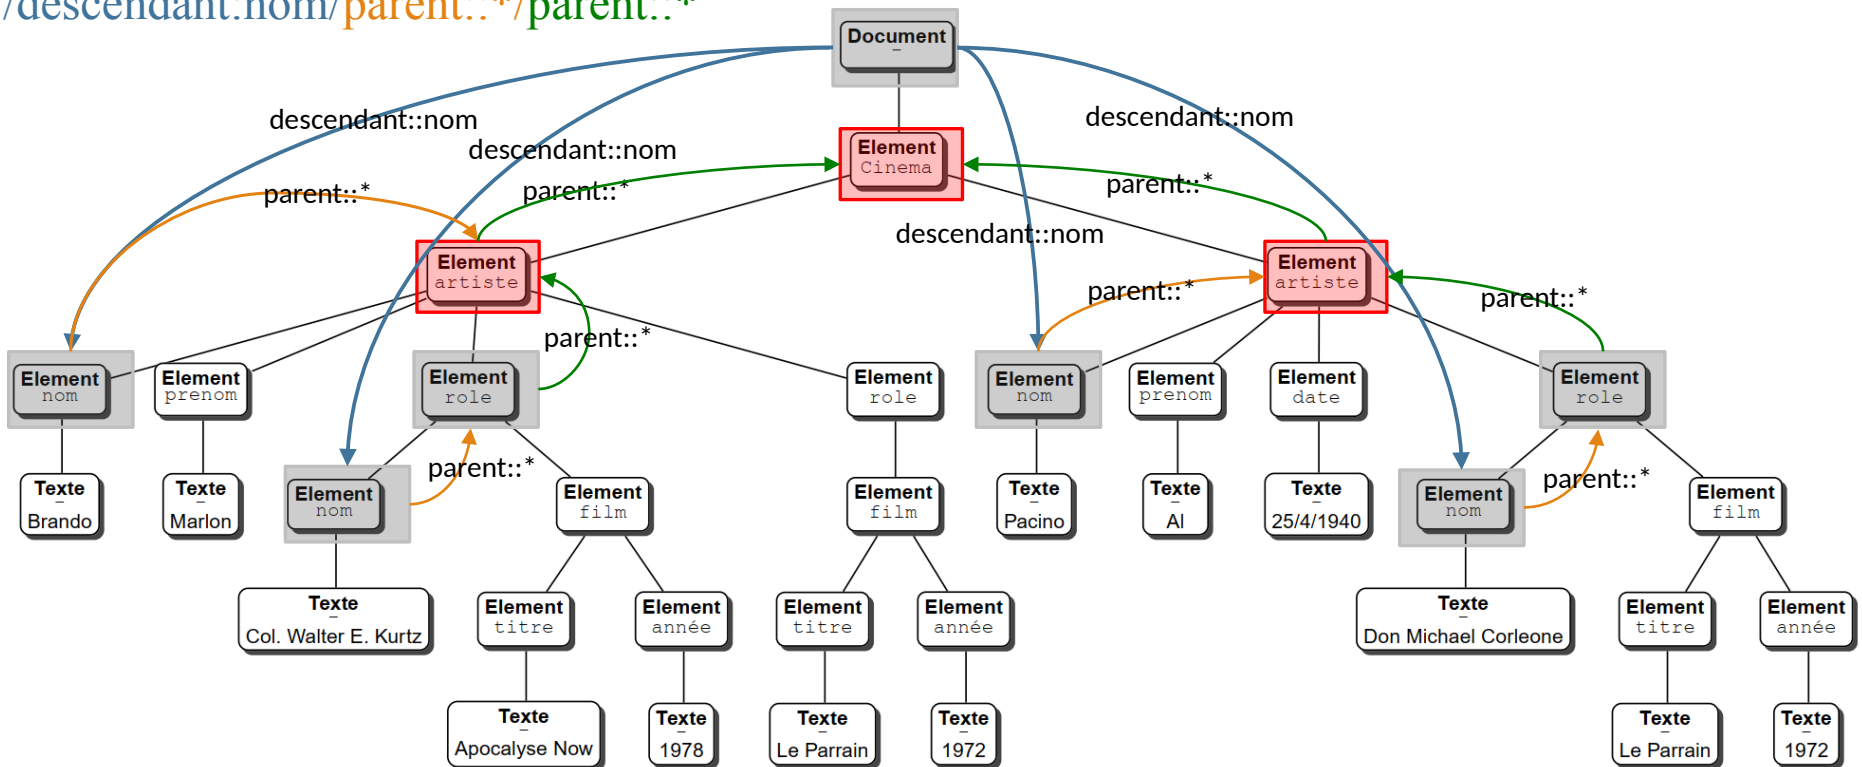 /descendant:nom/parent::*/parent::*
Document
–
descendant::nom
descendant::nom
descendant::nom
Element
Cinema
parent::*
parent::*
parent::*
descendant::nom
Element
artiste
Element
artiste
parent::*
parent::*
parent::*
Element
nom
Element
prenom
Element
role
Element
role
Element
nom
Element
prenom
Element
date
Element
role
parent::*
parent::*
Texte
–
Brando
Texte
–
Marlon
Element
nom
Element
film
Element
film
Texte
–
Pacino
Texte
–
Al
Texte
–
25/4/1940
Element
nom
Element
film
Texte
–
Col. Walter E. Kurtz
Element
titre
Element
année
Element
titre
Element
année
Texte
–
Don Michael Corleone
Element
titre
Element
année
Texte
–
Apocalyse Now
Texte
–
1978
Texte
–
Le Parrain
Texte
–
1972
Texte
–
Le Parrain
Texte
–
1972